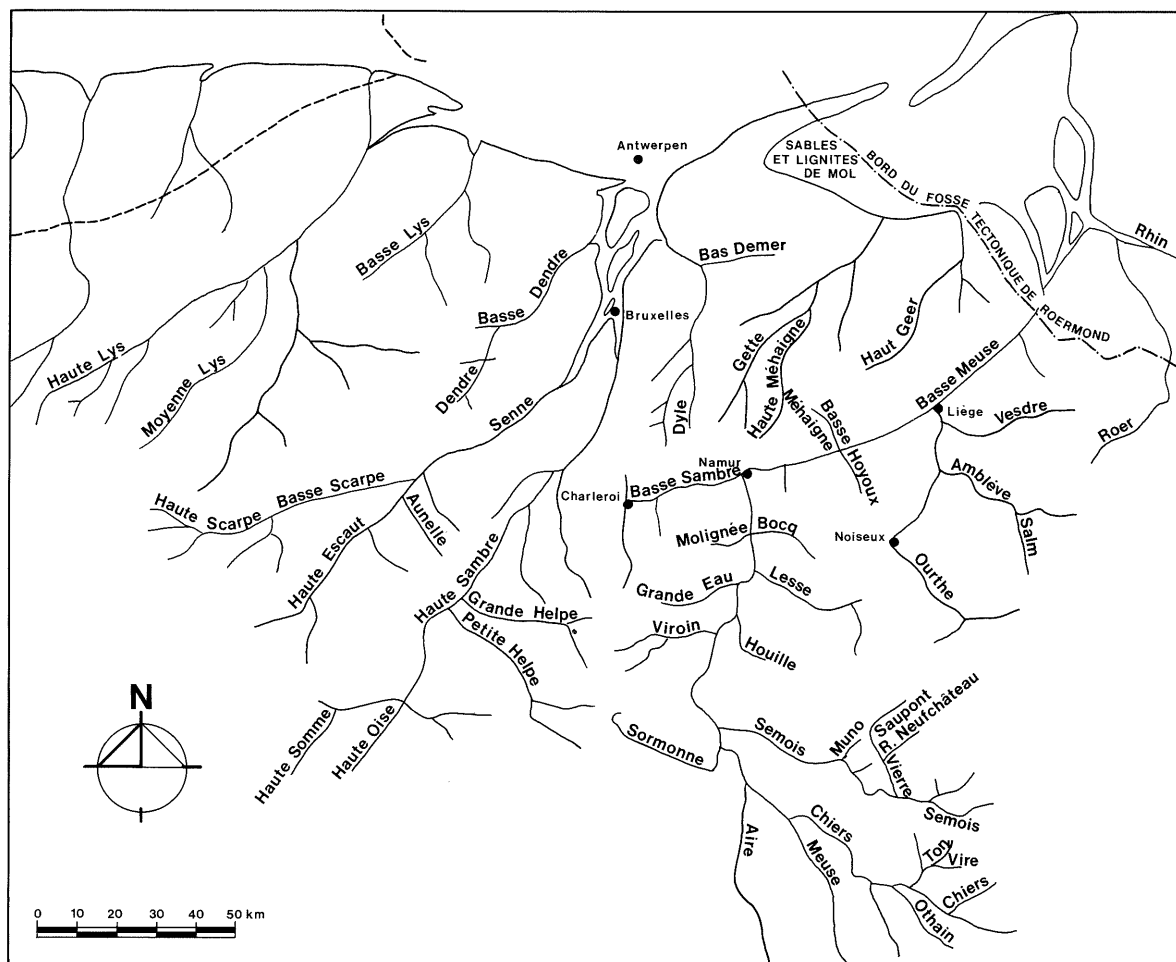 Antwerpen
SABLES
ET LIGNITES
DE MOL
BORD DU FOSSE TECTONIQUE DE ROERMOND
Rhin
Basse Lys
Basse Dendre
Bas Demer
Bruxelles
Haute Lys
Moyenne Lys
Dendre
Senne
Dyle
Gette
Haute Méhaigne
Méhaigne
Haut Geer
Basse Meuse
Basse Hoyoux
Liège
Vesdre
Roer
Haute Scarpe
Basse Scarpe
Aunelle
Haute Escaut
Charleroi
Basse Sambre
Namur
Amblève
Salm
Noiseux
Ourthe
Molignée
Bocq
Haute Sambre
Grande Helpe
Petite Helpe
Grande Eau
Lesse
Viroin
Houille
N
Haute Somme
Haute Oise
Sormonne
Semois
Muno
Saupont
R. Neufchâteau
Vierre
Semois
Aire
Meuse
Chiers
Ton
Vire
Chiers
Othain
0 10 20 30 40 50 km